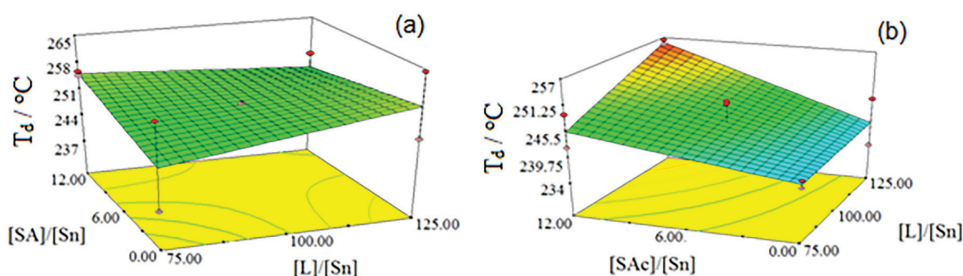 (a)
265
258
251
244
237
T_d / °C
12.00
6.00
0.00
[SA]/[Sn]
75.00
100.00
125.00
[L]/[Sn]
(b)
257
251.25
245.5
239.75
234
T_d / °C
12.00
6.00.
0.00
[SAc]/[Sn]
75.00
100.00
125.00
[L]/[Sn]